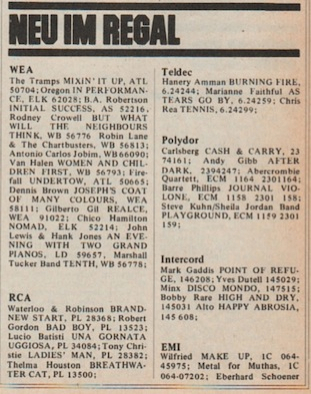 NEU IM REGAL
WEA
The Tramps MIXIN' IT UP, ATL
50704; Oregon IN PERFORMAN-
CE, ELK 62028; B.A. Robertson
INITIAL SUCCESS, AS 52216,
Rodney Crowell BUT WHAT
WILL THE NEIGHBOURS
THINK, WB 56776 Robin Lane
& The Chartbusters, WB 56813;
Antonio Carlos Jobim, WB66090;
Van Halen WOMEN AND CHIL-
DREN FIRST, WB 56793; Fire-
fall UNDERTOW, ATL 50665;
Dennis Brown JOSEPH'S COAT
OF MANY COLOURS, WEA
58111; Gilberto Gil REALCE,
WEA 91022; Chico Hamilton
NOMAD, ELK 52214; John
Lewis & Hank Jones AN EVE-
NING WITH TWO GRAND
PIANOS, LD 59657, Marshall
Tucker Band TENTH, WB 56778;
RCA
Waterloo & Robinson BRAND-
NEW START, PL 28368; Robert
Gordon BAD BOY, PL 13523;
Lucio Batisti UNA GORNATA
UGGIOSA, PL 34084; Tony Chri-
stie LADIES' MAN, PL 28382;
Thelma Houston BREATHWA-
TER CAT, PL 13500;
Teldec
Hanery Amman BURNING FIRE,
6.24244; Marianne Faithful AS
TEARS GO BY, 6.24259; Chris
Rea TENNIS, 6.24299;
Polydor
Carlsberg CASH & CARRY, 23
74161; Andy Gibb AFTER
DARK, 2394247; Abercrombie
Quartett, ECM 1164 2301164;
Barre Phillips JOURNAL VIO-
LONE, ECM 1158 2301 158;
Steve Kuhn/Sheila Jordan Band
PLAYGROUND, ECM 1159 2301
159;
Intercord
Mark Gaddis POINT OF REFU-
GE, 146208; Yves Dutell 145029;
Minx DISCO MONDO, 147515;
Bobby Rare HIGH AND DRY,
145031 Alto HAPPY ABROSIA,
145 608;
EMI
Wilfried MAKE UP, 1C 064-
45975; Metal for Muthas, 1C
064-07202; Eberhard Schoener